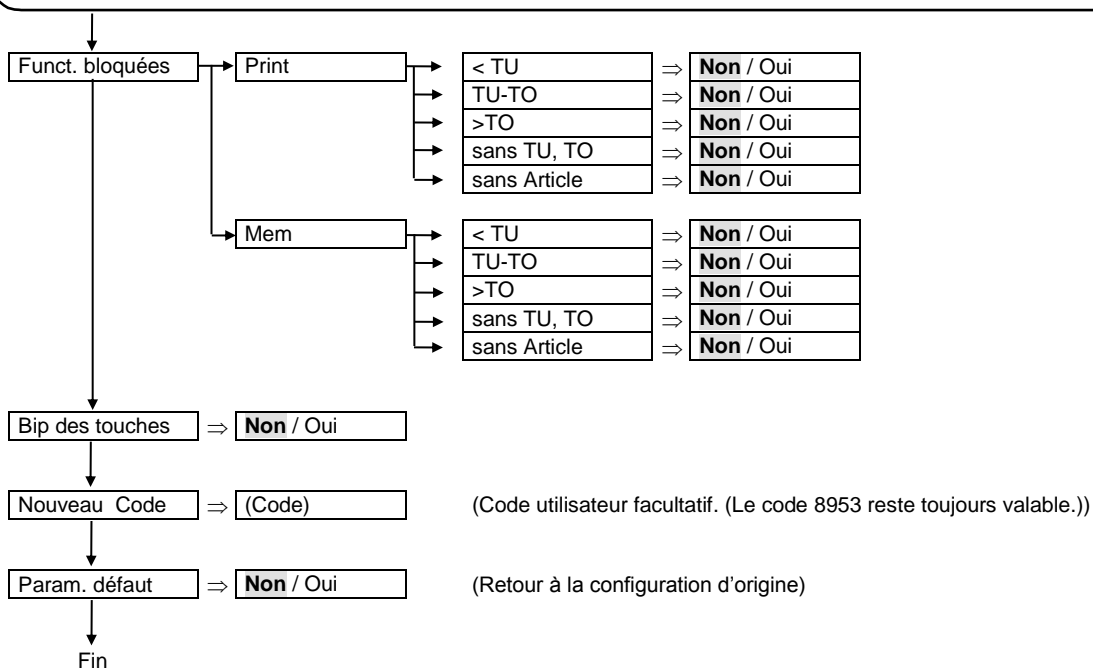 Funct. bloquées Print < TU ⇒ Non / Oui
TU-TO ⇒ Non / Oui
>TO ⇒ Non / Oui
sans TU, TO ⇒ Non / Oui
sans Article ⇒ Non / Oui
Mem < TU ⇒ Non / Oui
TU-TO ⇒ Non / Oui
>TO ⇒ Non / Oui
sans TU, TO ⇒ Non / Oui
sans Article ⇒ Non / Oui
Bip des touches ⇒ Non / Oui
Nouveau Code ⇒ (Code) (Code utilisateur facultatif. (Le code 8953 reste toujours valable.))
Param. défaut ⇒ Non / Oui (Retour à la configuration d'origine)
Fin